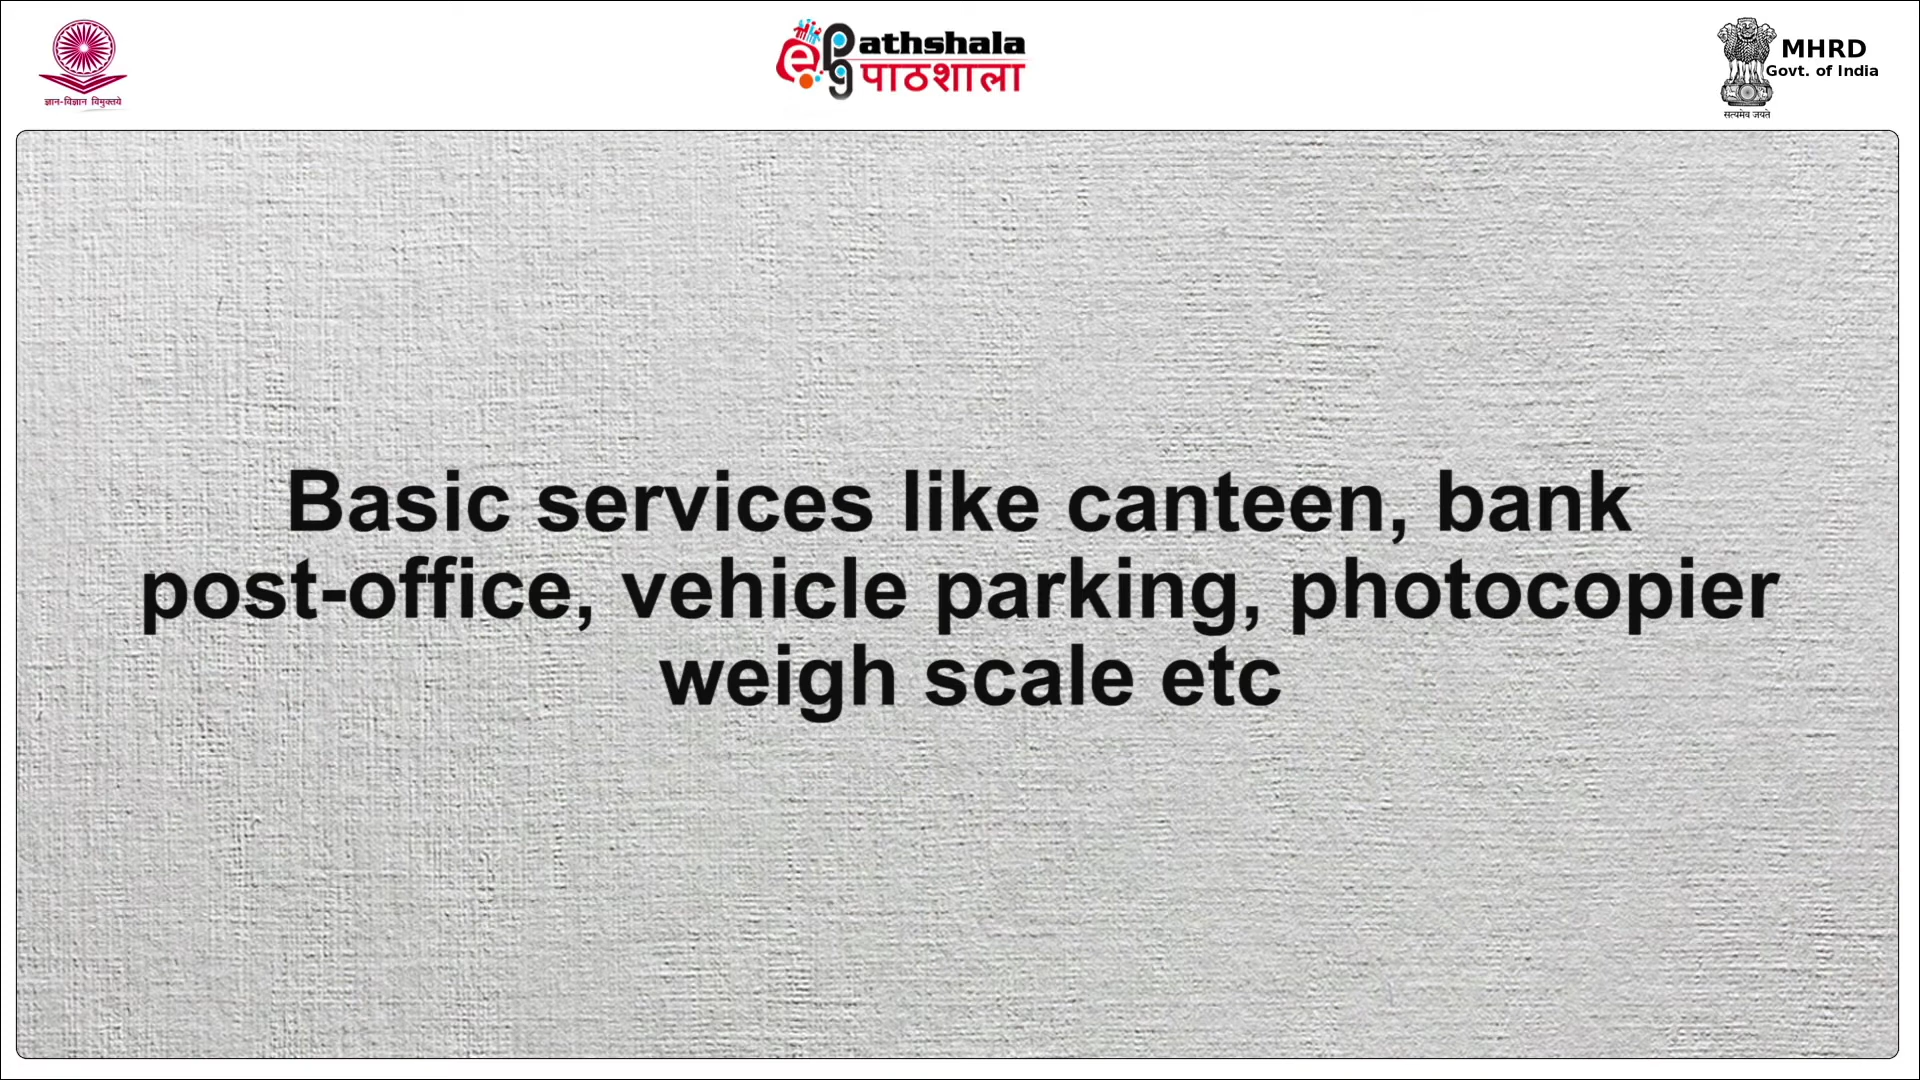 ज्ञान-विज्ञान विमुक्तये
ePg athshala
पाठशाला
MHRD
Govt. of India
सत्यमेव जयते
Basic services like canteen, bank
post-office, vehicle parking, photocopier
weigh scale etc